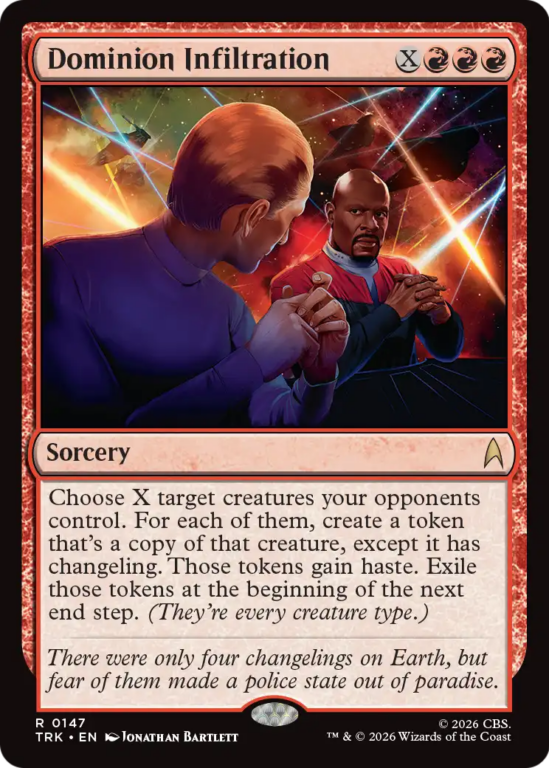 Dominion Infiltration X
Sorcery
Choose X target creatures your opponents
control. For each of them, create a token
that's a copy of that creature, except it has
changeling. Those tokens gain haste. Exile
those tokens at the beginning of the next
end step. (They're every creature type.)
There were only four changelings on Earth, but
fear of them made a police state out of paradise.
R 0147 © 2026 CBS.
TRK • EN JONATHAN BARTLETT ™ & © 2026 Wizards of the Coast